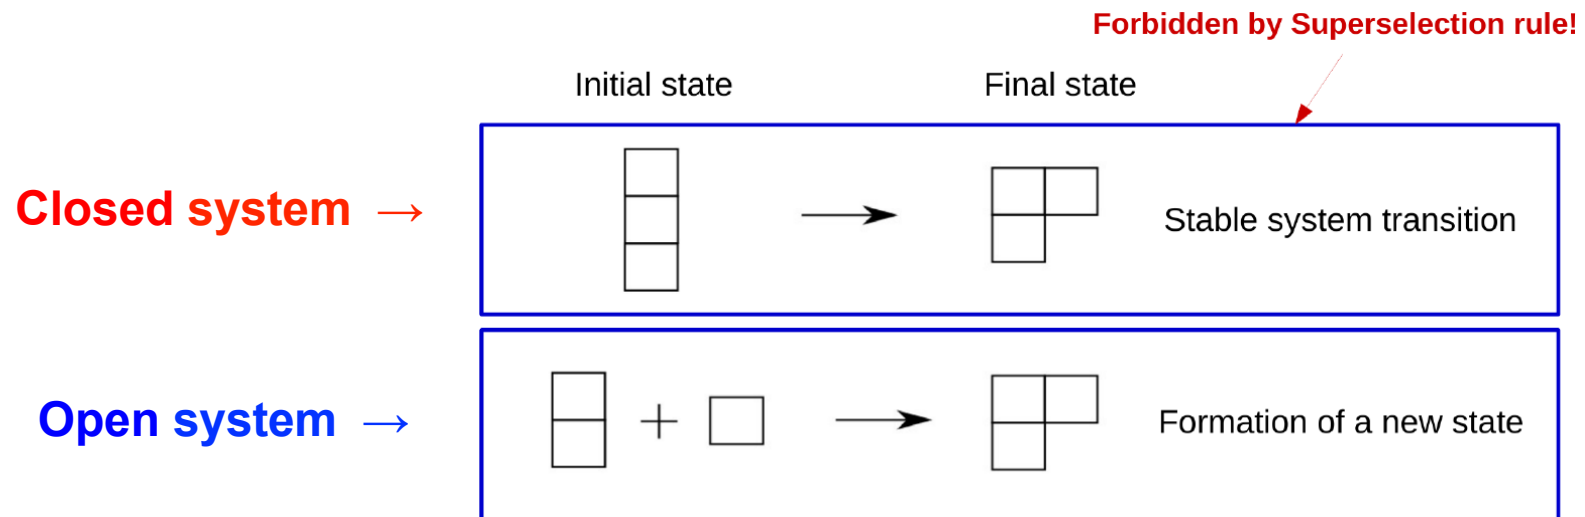 Forbidden by Superselection rule!
Initial state
Final state
Closed system →
Stable system transition
Open system →
+
Formation of a new state